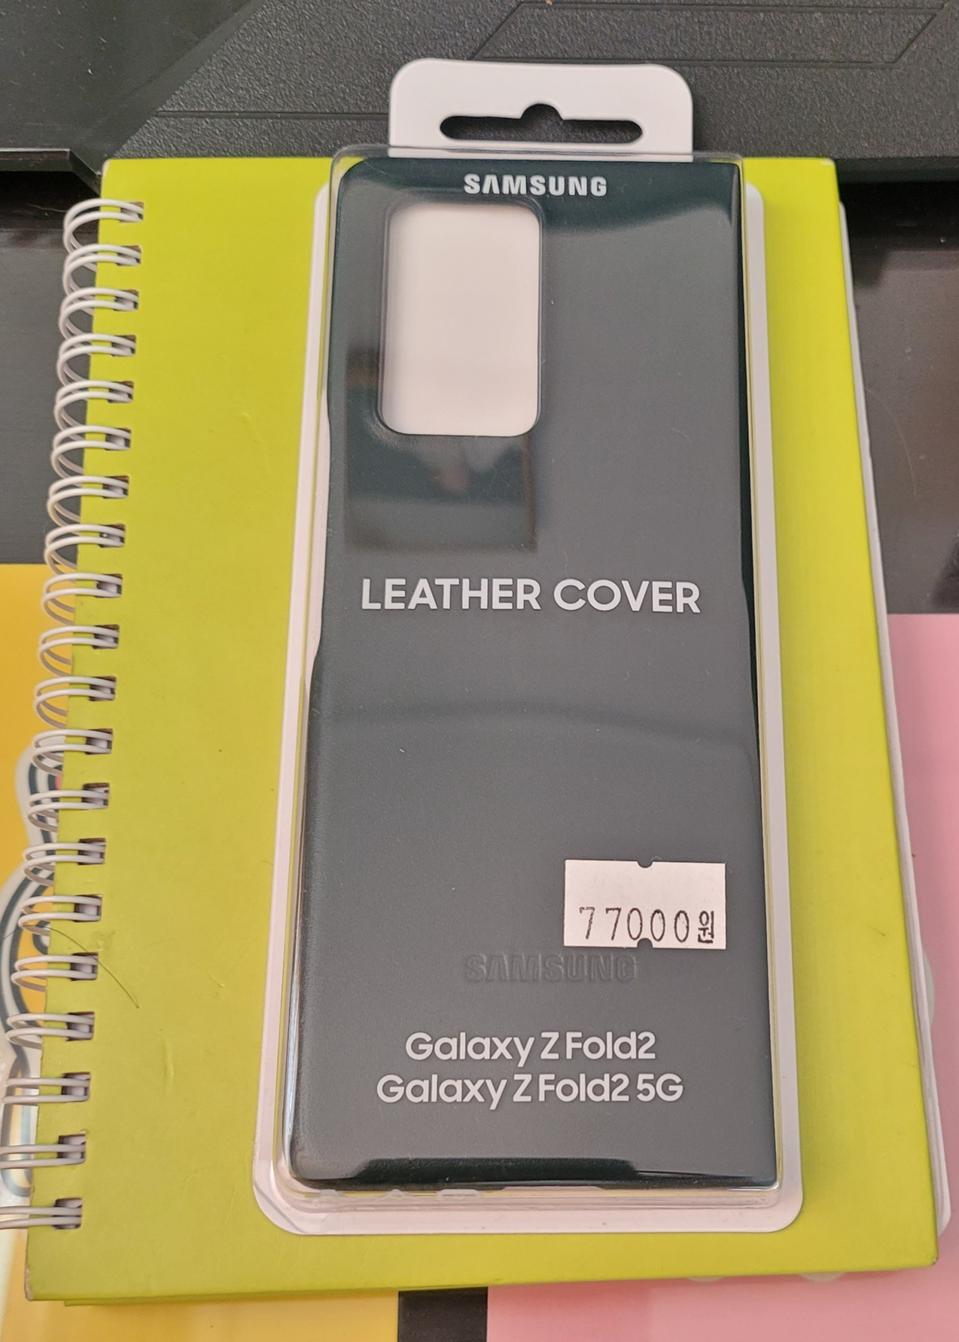 SAMSUNG
LEATHER COVER
77000원
SAMSUNG
Galaxy Z Fold2
Galaxy Z Fold2 5G